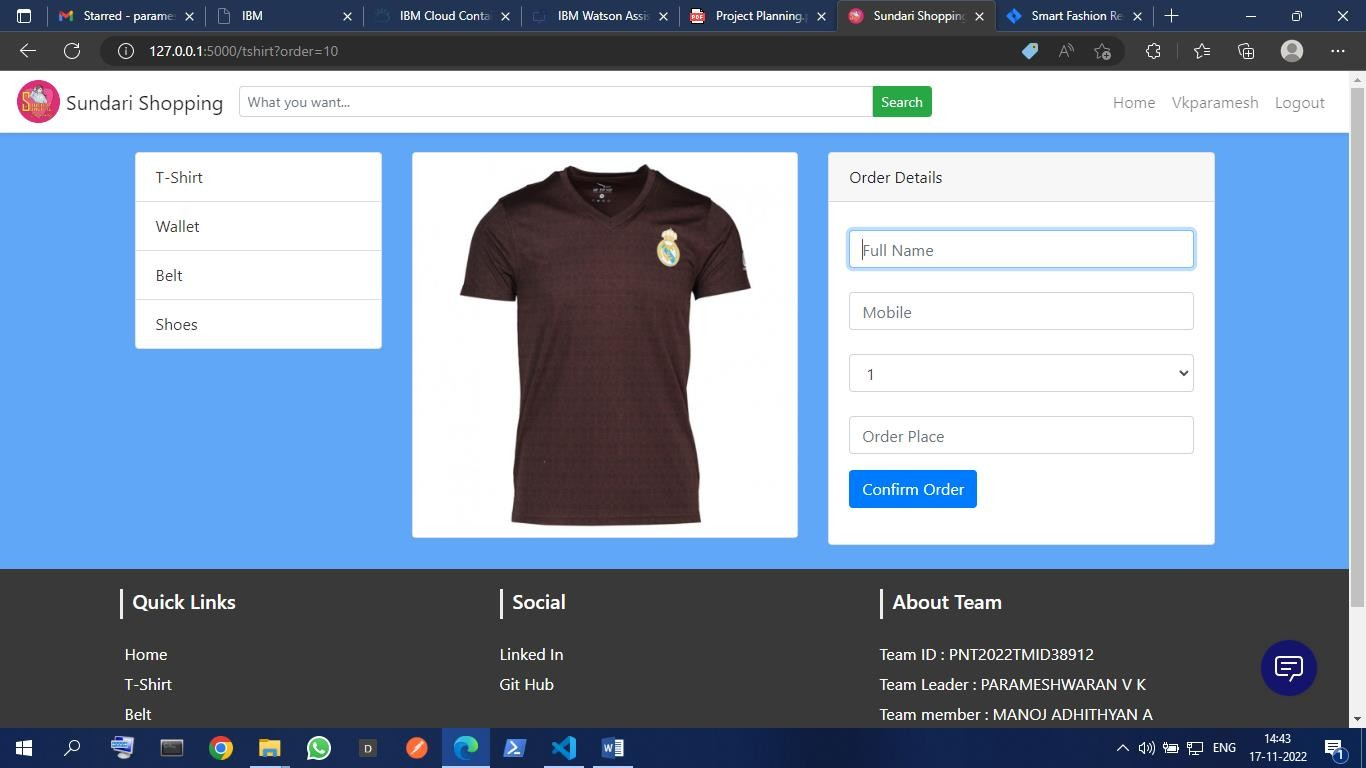 Starred - parame
IBM
IBM Cloud Contai
IBM Watson Assis
Project Planning.p
Sundari Shopping
Smart Fashion Re
127.0.0.1:5000/tshirt?order=10
Sundari Shopping
What you want...
Search
Home
Vkparamesh
Logout
T-Shirt
Wallet
Belt
Shoes
Order Details
Full Name
Mobile
1
Order Place
Confirm Order
Quick Links
Home
T-Shirt
Belt
Social
Linked In
Git Hub
About Team
Team ID : PNT2022TMID38912
Team Leader : PARAMESHWARAN V K
Team member : MANOJ ADHITHYAN A
ENG
14:43
17-11-2022
1